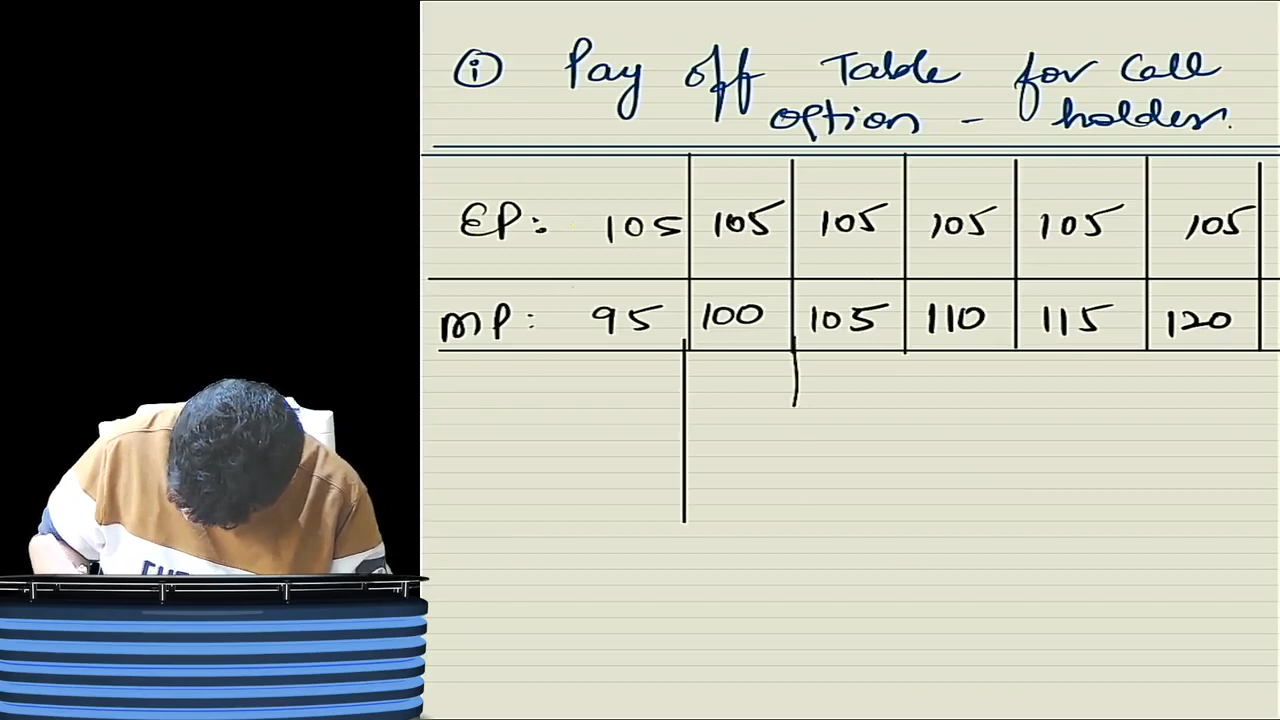 i Pay off Table for Call
option - holder.
EP: 105 105 105 105 105 105
MP: 95 100 105 110 115 120